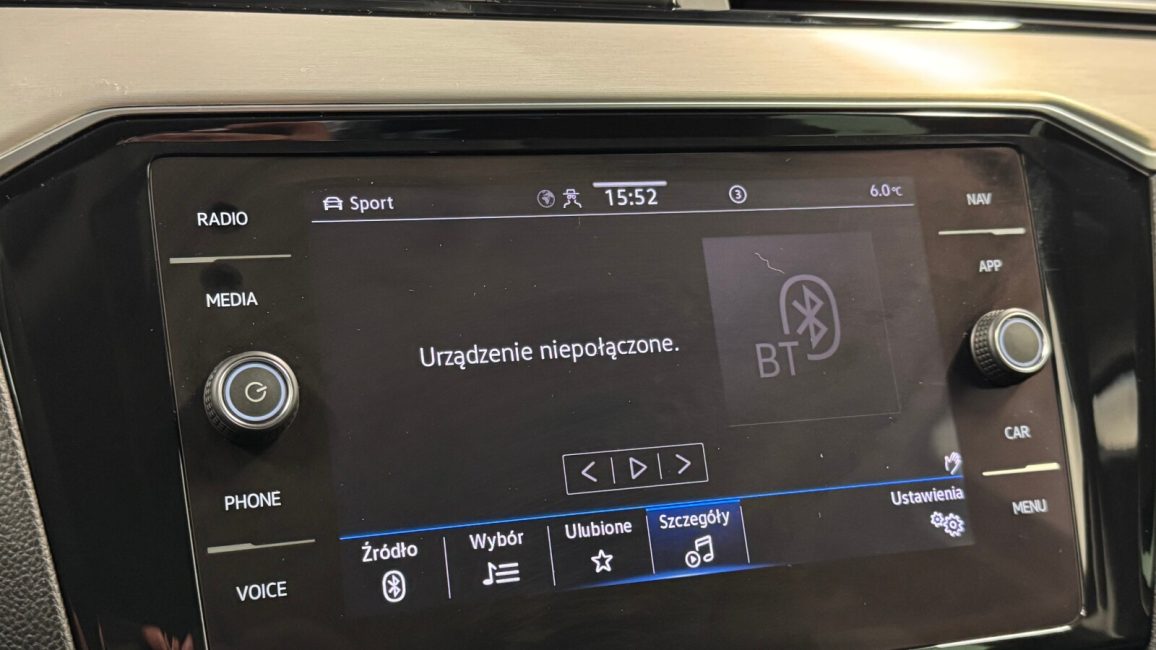 RADIO
MEDIA
PHONE
VOICE
Sport
15:52
3
6.0°C
Urządzenie niepołączone.
BT
Źródło
Wybór
Ulubione
Szczegóły
Ustawienia
NAV
APP
CAR
MENU